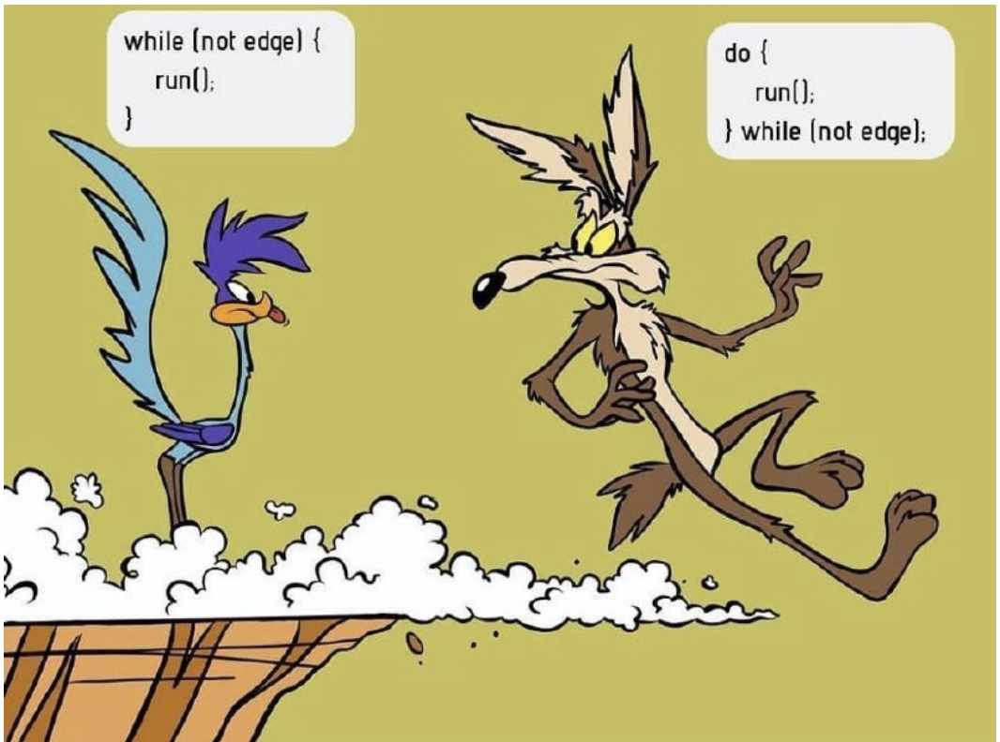 while (not edge) {
run();
}
do {
run();
} while (not edge);